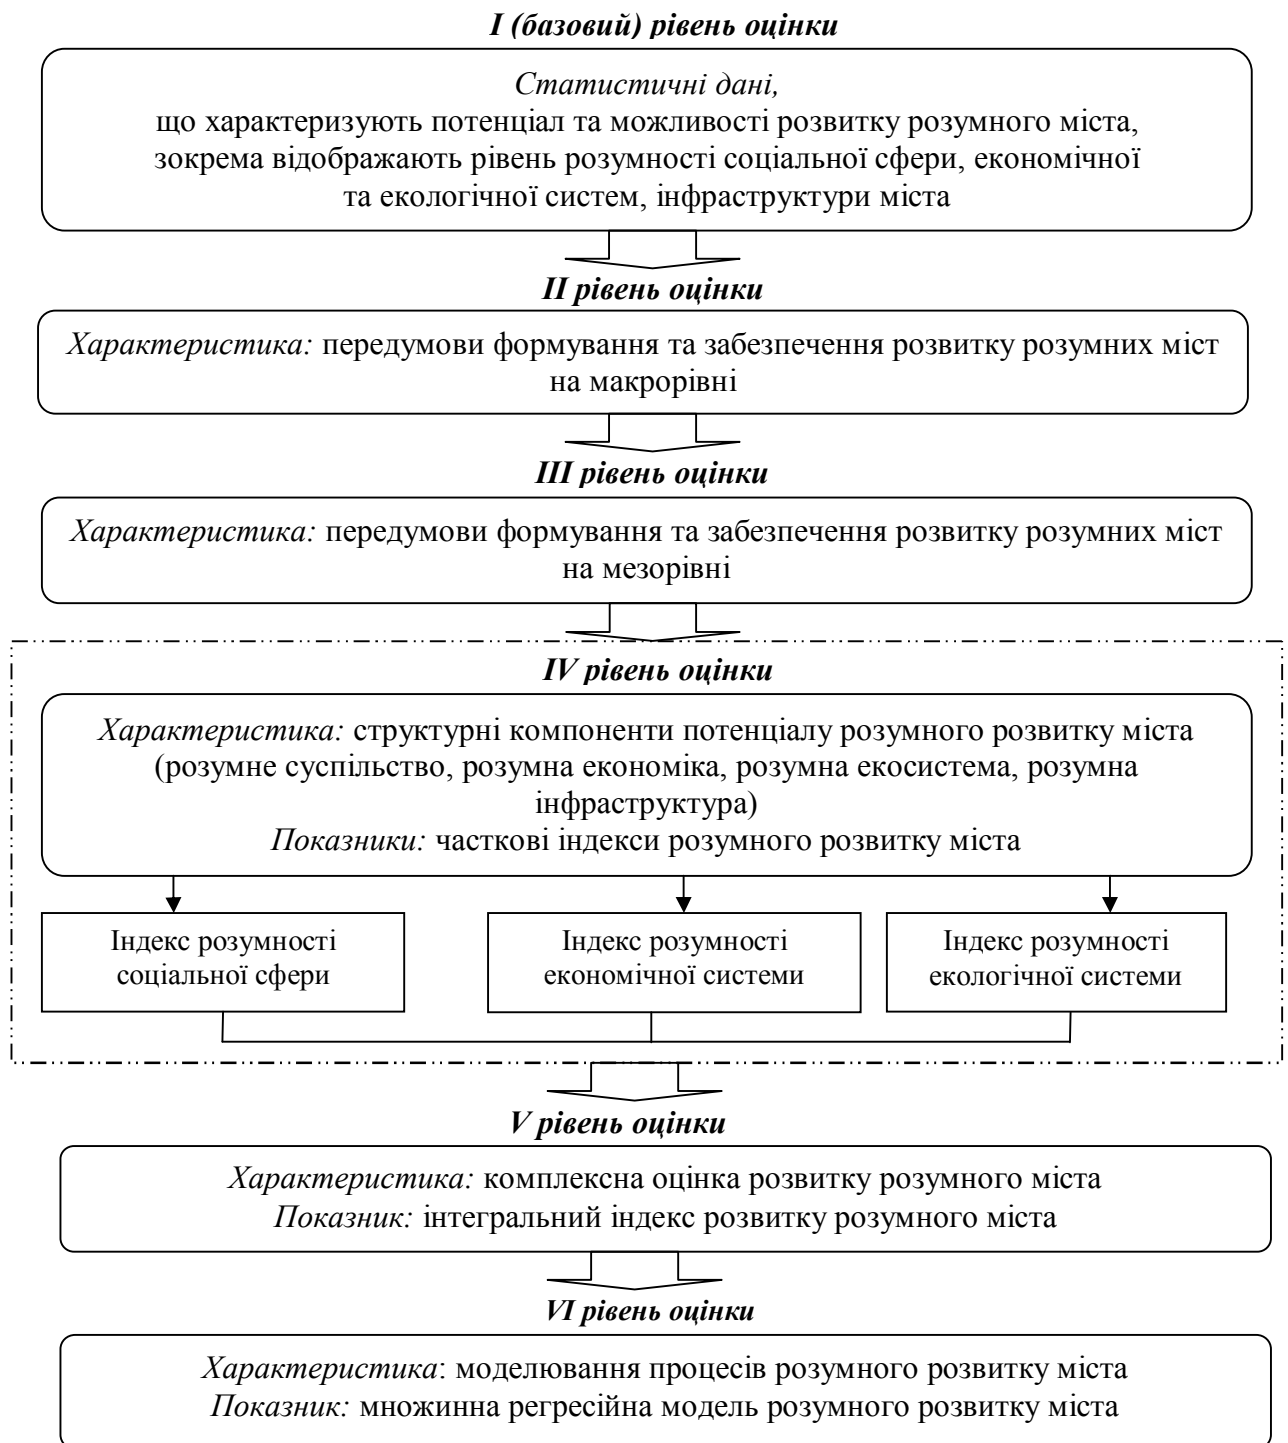 I (базовий) рівень оцінки
Статистичні дані,
що характеризують потенціал та можливості розвитку розумного міста,
зокрема відображають рівень розумності соціальної сфери, економічної
та екологічної систем, інфраструктури міста
II рівень оцінки
Характеристика: передумови формування та забезпечення розвитку розумних міст
на макрорівні
III рівень оцінки
Характеристика: передумови формування та забезпечення розвитку розумних міст
на мезорівні
IV рівень оцінки
Характеристика: структурні компоненти потенціалу розумного розвитку міста
(розумне суспільство, розумна економіка, розумна екосистема, розумна
інфраструктура)
Показники: часткові індекси розумного розвитку міста
Індекс розумності
соціальної сфери
Індекс розумності
економічної системи
Індекс розумності
екологічної системи
V рівень оцінки
Характеристика: комплексна оцінка розвитку розумного міста
Показник: інтегральний індекс розвитку розумного міста
VI рівень оцінки
Характеристика: моделювання процесів розумного розвитку міста
Показник: множинна регресійна модель розумного розвитку міста